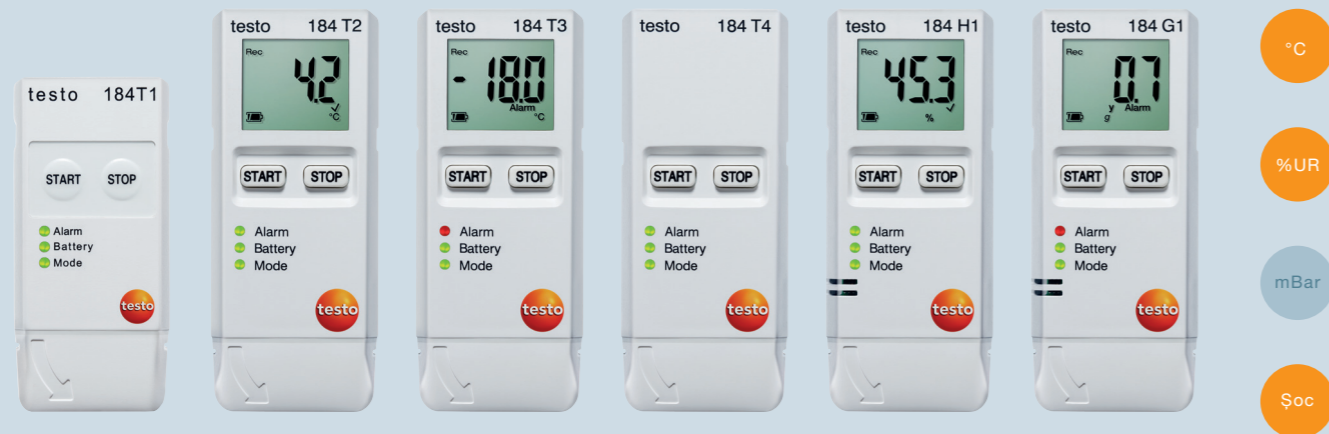 testo 184T1
START STOP
Alarm
Battery
Mode
testo
testo 184 T2
Rec
4.2
°C
START STOP
Alarm
Battery
Mode
testo
testo 184 T3
Rec
-18.0
Alarm
°C
START STOP
Alarm
Battery
Mode
testo
testo 184 T4
START STOP
Alarm
Battery
Mode
testo
testo 184 H1
Rec
45.3
%
START STOP
Alarm
Battery
Mode
testo
testo 184 G1
Rec
0.7
y Alarm
g
START STOP
Alarm
Battery
Mode
testo
°C
%UR
mBar
Șoc